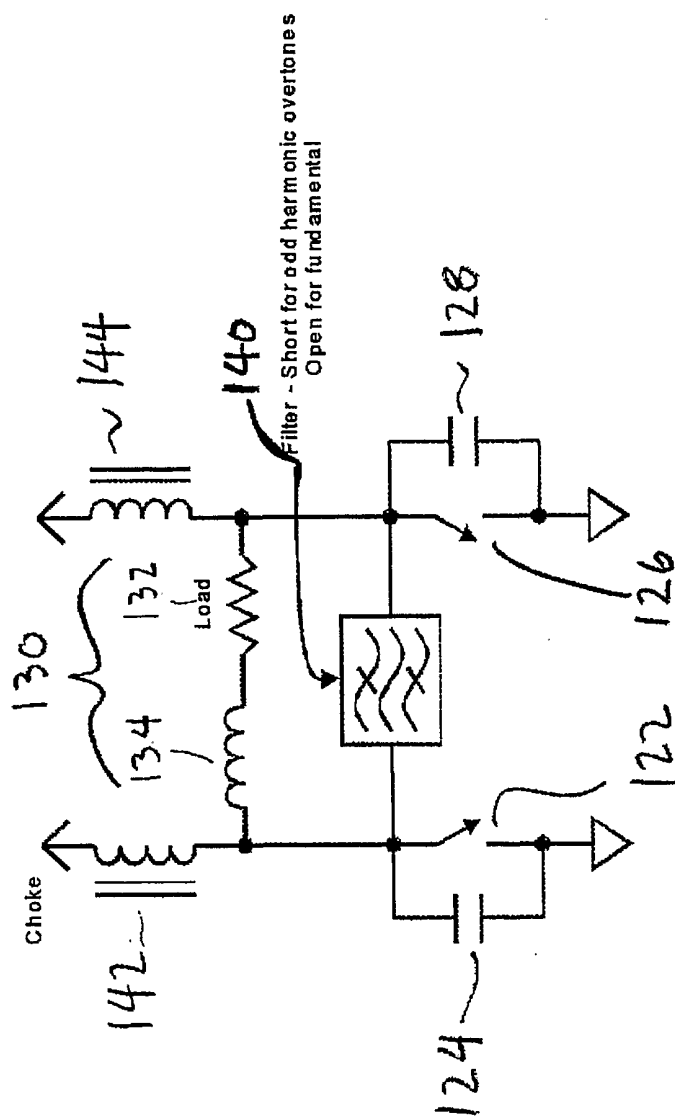 Choke
142
144
130
134
132
Load
140
Filter - Short for odd harmonic overtones
Open for fundamental
124
122
126
128